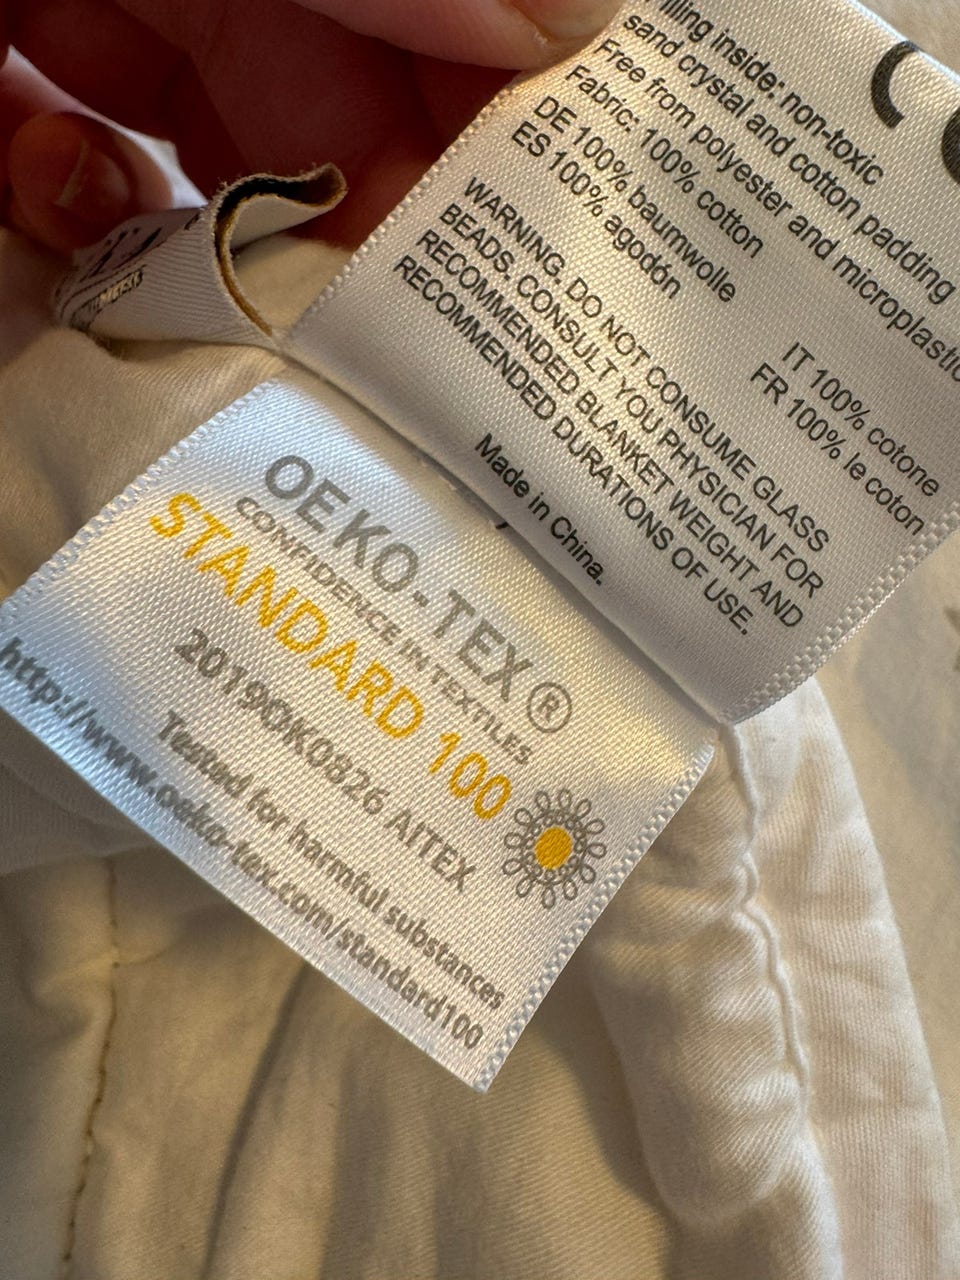 filling inside: non-toxic
sand crystal and cotton padding
Free from polyester and microplastic
Fabric: 100% cotton
DE 100% baumwolle
ES 100% agodón
IT 100% cotone
FR 100% le coton
WARNING. DO NOT CONSUME GLASS
BEADS. CONSULT YOU PHYSICIAN FOR
RECOMMENDED BLANKET WEIGHT AND
RECOMMENDED DURATIONS OF USE.
Made in China.
OEKO-TEX®
CONFIDENCE IN TEXTILES
STANDARD 100
2019OK0826 AITEX
Tested for harmful substances
http://www.oeko-tex.com/standard100